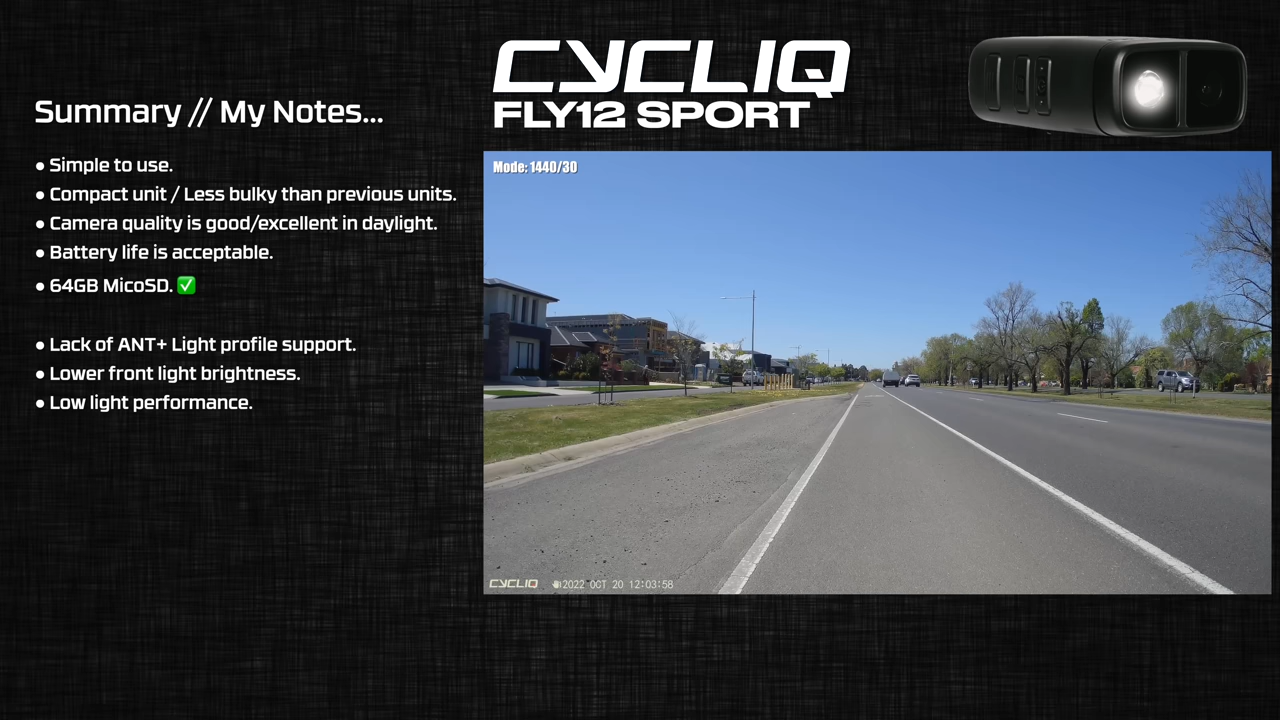 CYCLIQ
FLY12 SPORT
Summary // My Notes...
● Simple to use.
● Compact unit / Less bulky than previous units.
● Camera quality is good/excellent in daylight.
● Battery life is acceptable.
● 64GB MicoSD. ✅
● Lack of ANT+ Light profile support.
● Lower front light brightness.
● Low light performance.
Mode: 1440/30
CYCLIQ 2022 OCT 20 12:03:58